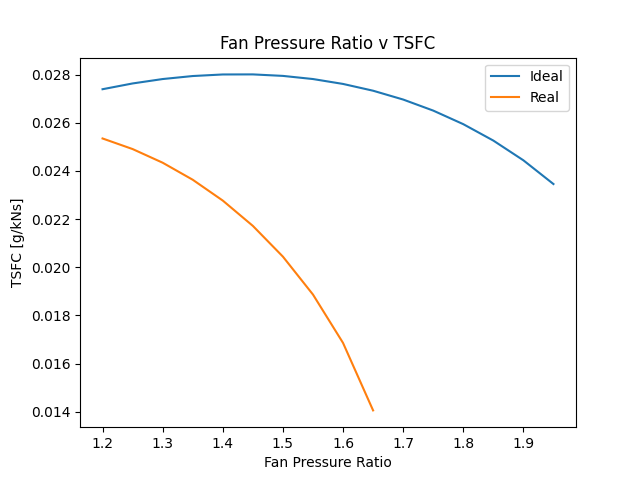 Fan Pressure Ratio v TSFC
Ideal
Real
TSFC [g/kNs]
0.028
0.026
0.024
0.022
0.020
0.018
0.016
0.014
1.2 1.3 1.4 1.5 1.6 1.7 1.8 1.9
Fan Pressure Ratio